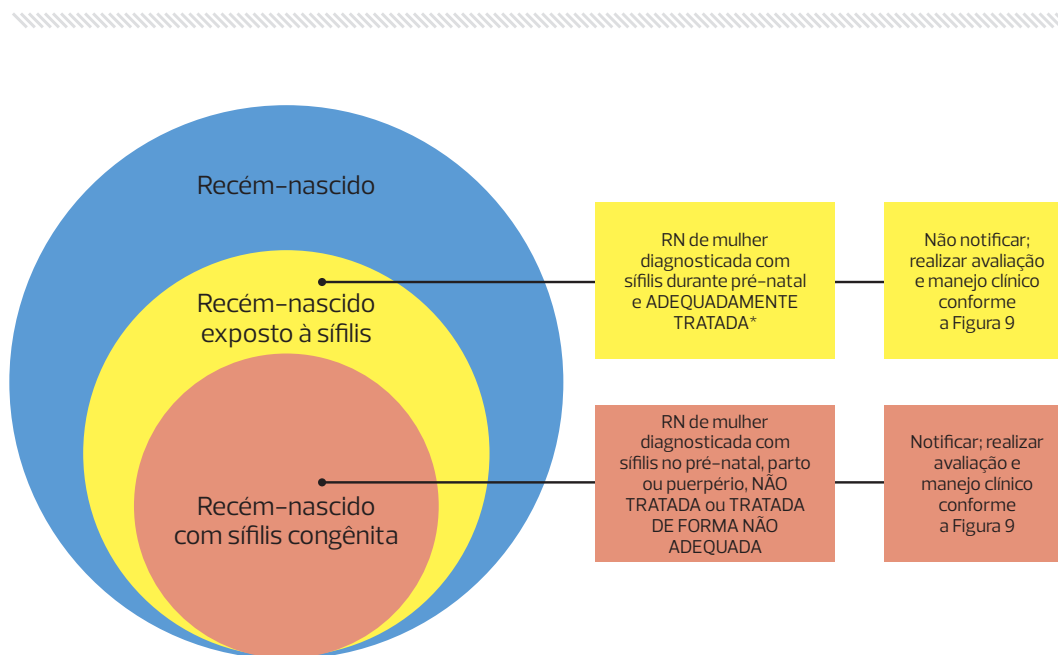 Recém-nascido
Recém-nascido
exposto à sífilis
Recém-nascido
com sífilis congênita
RN de mulher
diagnosticada com
sífilis durante pré-natal
e ADEQUADAMENTE
TRATADA*
Não notificar;
realizar avaliação
e manejo clínico
conforme
a Figura 9
RN de mulher
diagnosticada com
sífilis no pré-natal, parto
ou puerpério, NÃO
TRATADA ou TRATADA
DE FORMA NÃO
ADEQUADA
Notificar; realizar
avaliação e
manejo clínico
conforme
a Figura 9